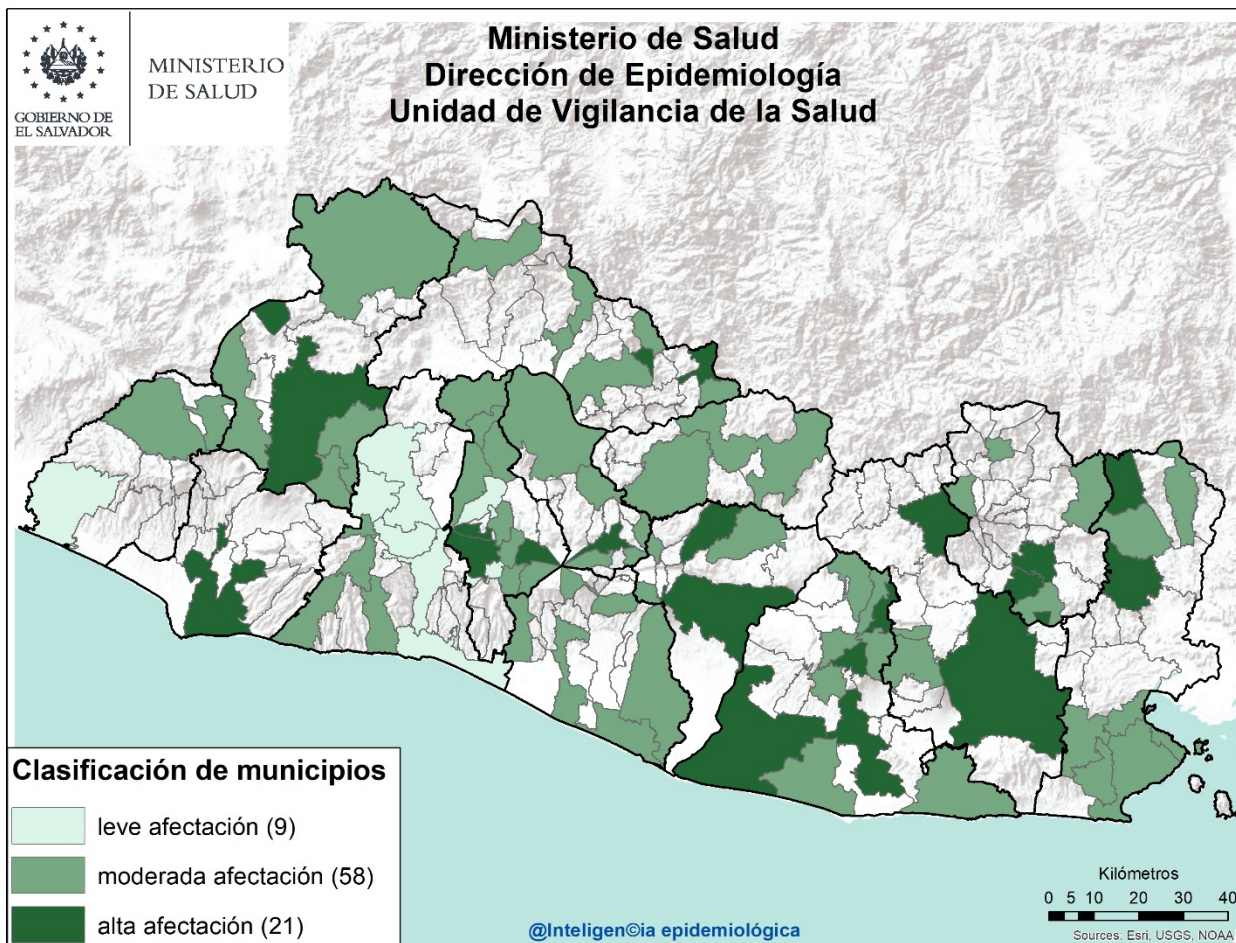 GOBIERNO DE
EL SALVADOR
MINISTERIO
DE SALUD
Ministerio de Salud
Dirección de Epidemiología
Unidad de Vigilancia de la Salud
Clasificación de municipios
leve afectación (9)
moderada afectación (58)
alta afectación (21)
@Inteligen©ia epidemiológica
Kilómetros
0 5 10 20 30 40
Sources: Esri, USGS, NOAA